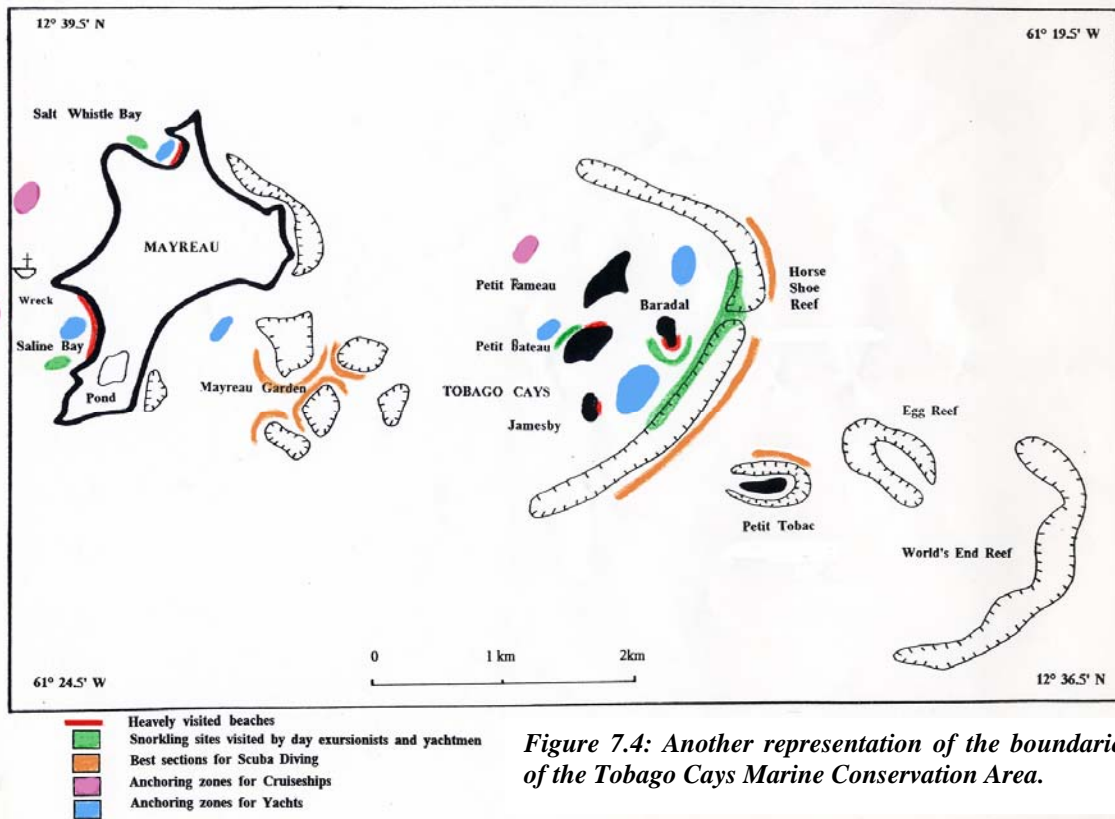 12° 39.5' N
61° 19.5' W
Salt Whistle Bay
MAYREAU
Wreck
Saline Bay
Pond
Mayreau Garden
Petit Rameau
Baradal
Horse
Shoe
Reef
Petit Bateau
TOBAGO CAYS
Jamesby
Egg Reef
Petit Tobac
World's End Reef
0 1 km 2km
61° 24.5' W
12° 36.5' N
Heavely visited beaches
Snorkling sites visited by day exursionists and yachtmen
Best sections for Scuba Diving
Anchoring zones for Cruiseships
Anchoring zones for Yachts
Figure 7.4: Another representation of the boundarie
of the Tobago Cays Marine Conservation Area.